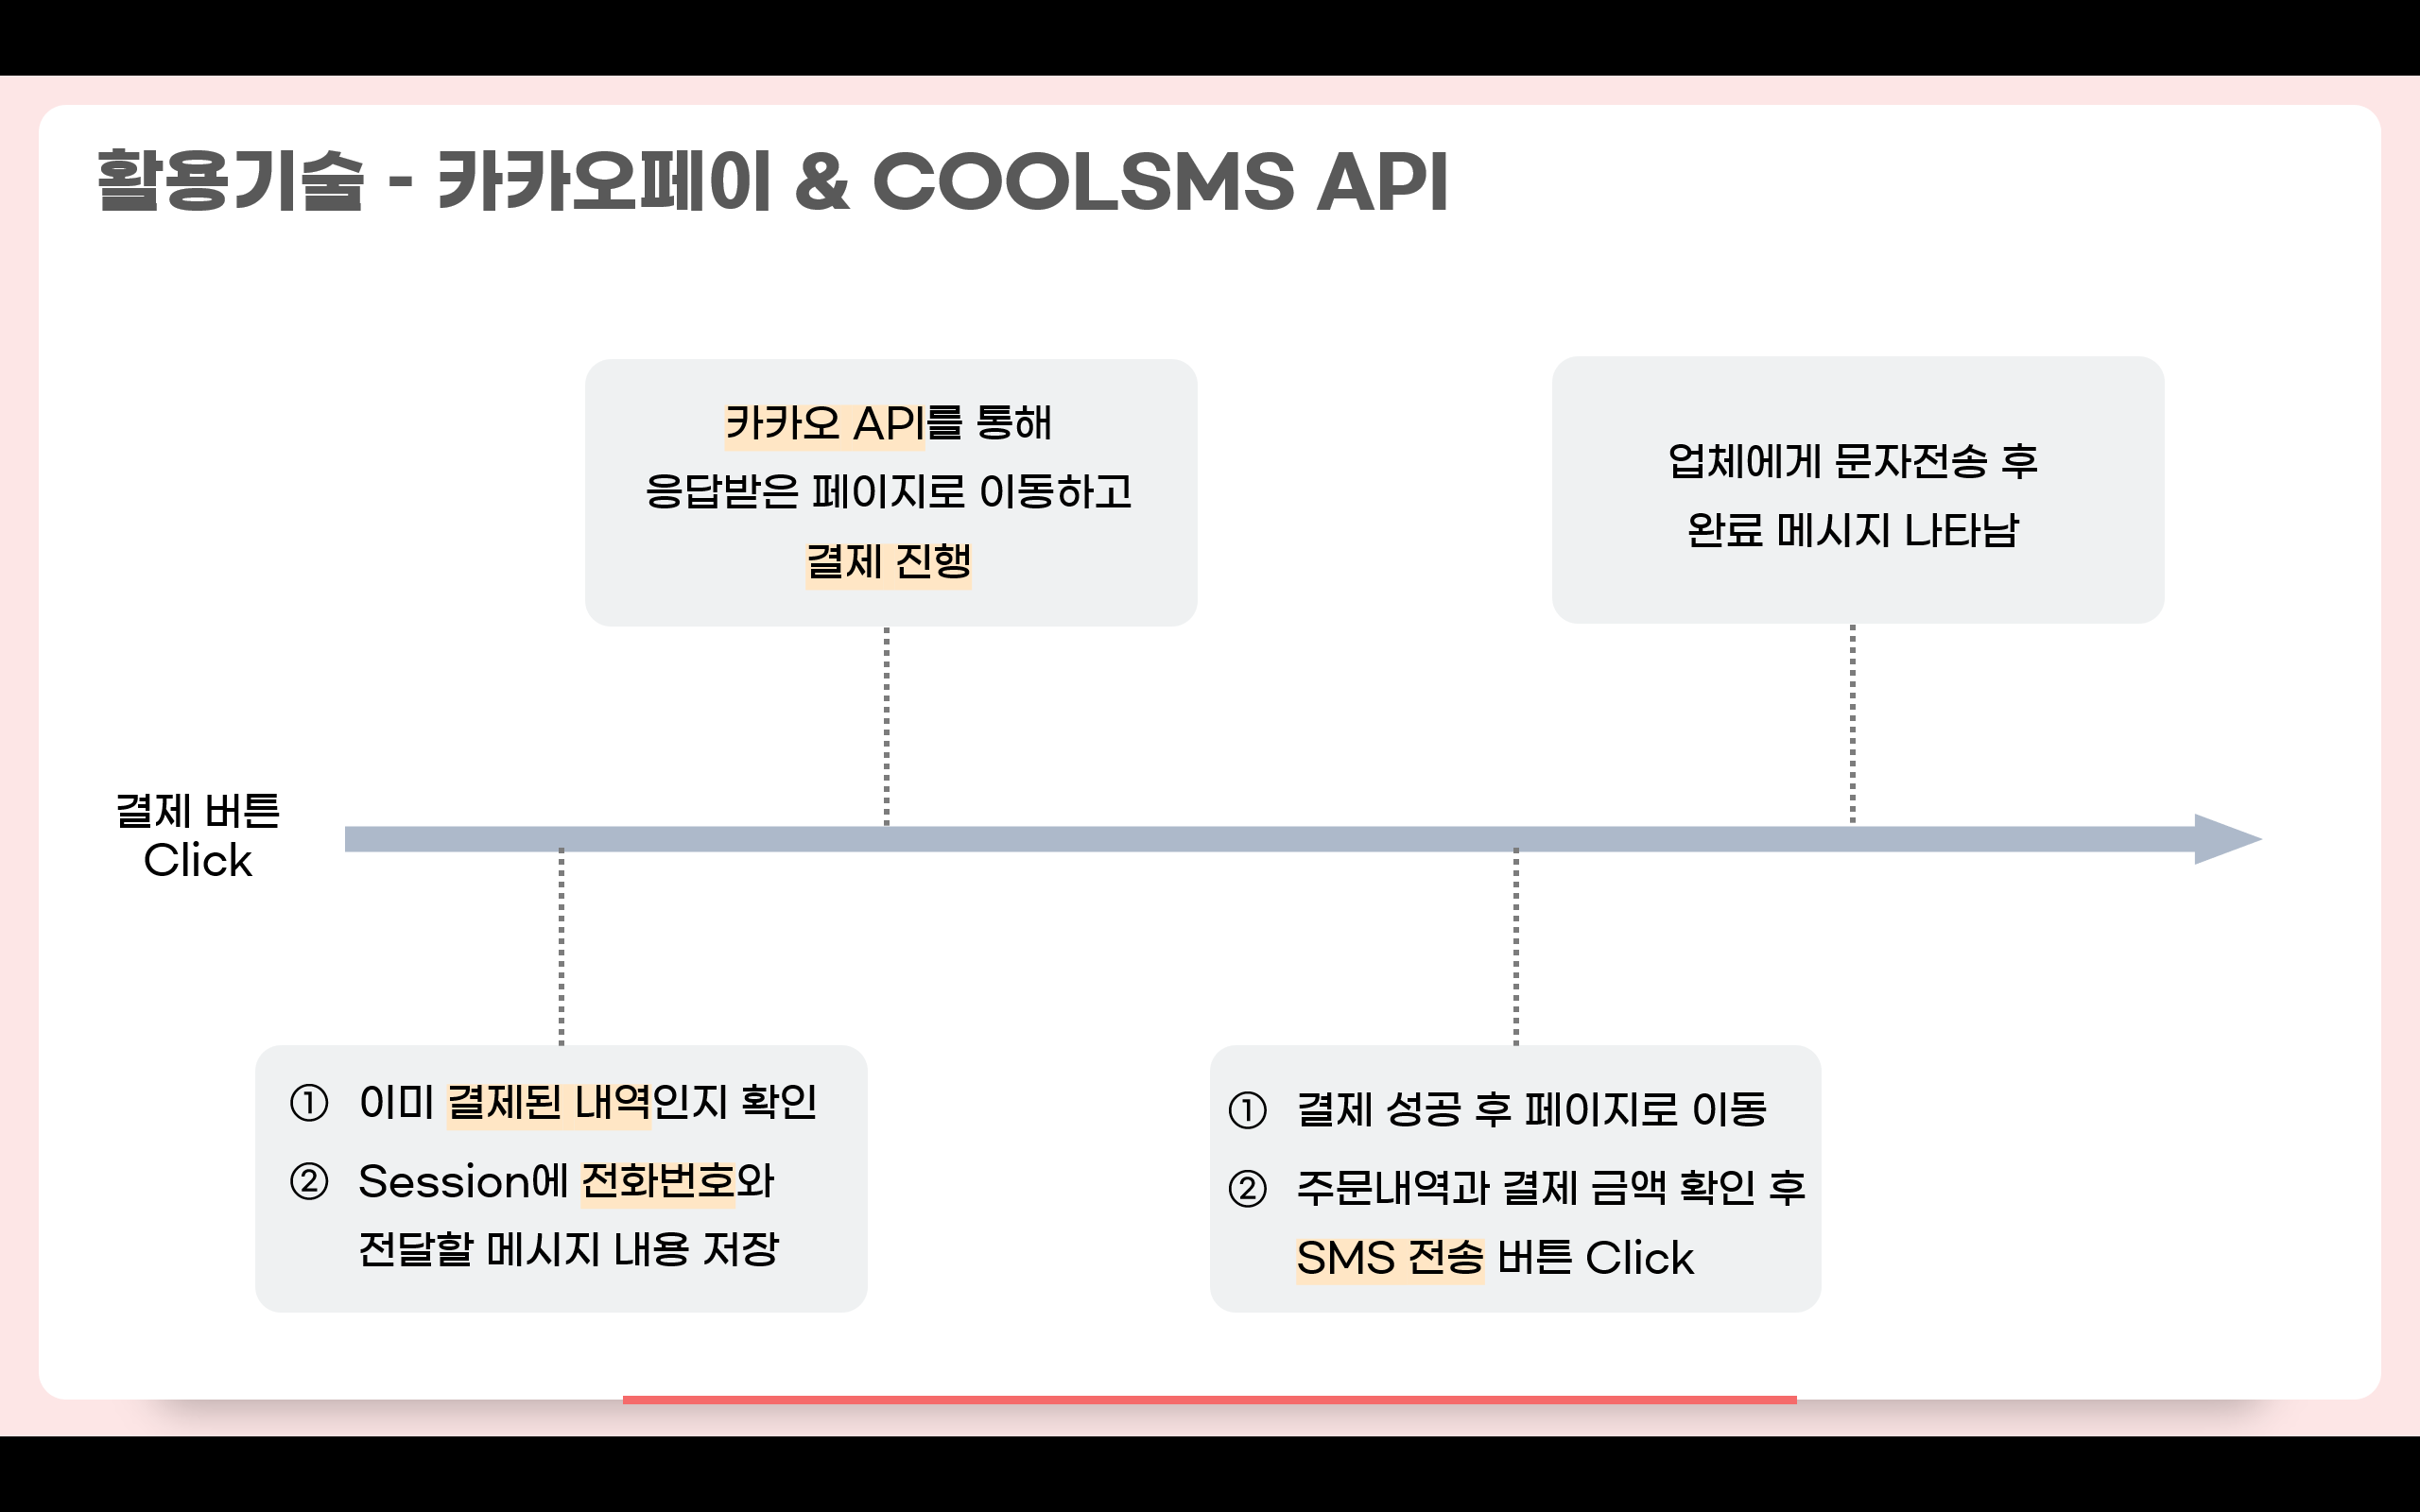 활용기술 - 카카오페이 & COOLSMS API
카카오 API를 통해
응답받은 페이지로 이동하고
결제 진행
업체에게 문자전송 후
완료 메시지 나타남
결제 버튼
Click
① 이미 결제된 내역인지 확인
② Session에 전화번호와
전달할 메시지 내용 저장
① 결제 성공 후 페이지로 이동
② 주문내역과 결제 금액 확인 후
SMS 전송 버튼 Click